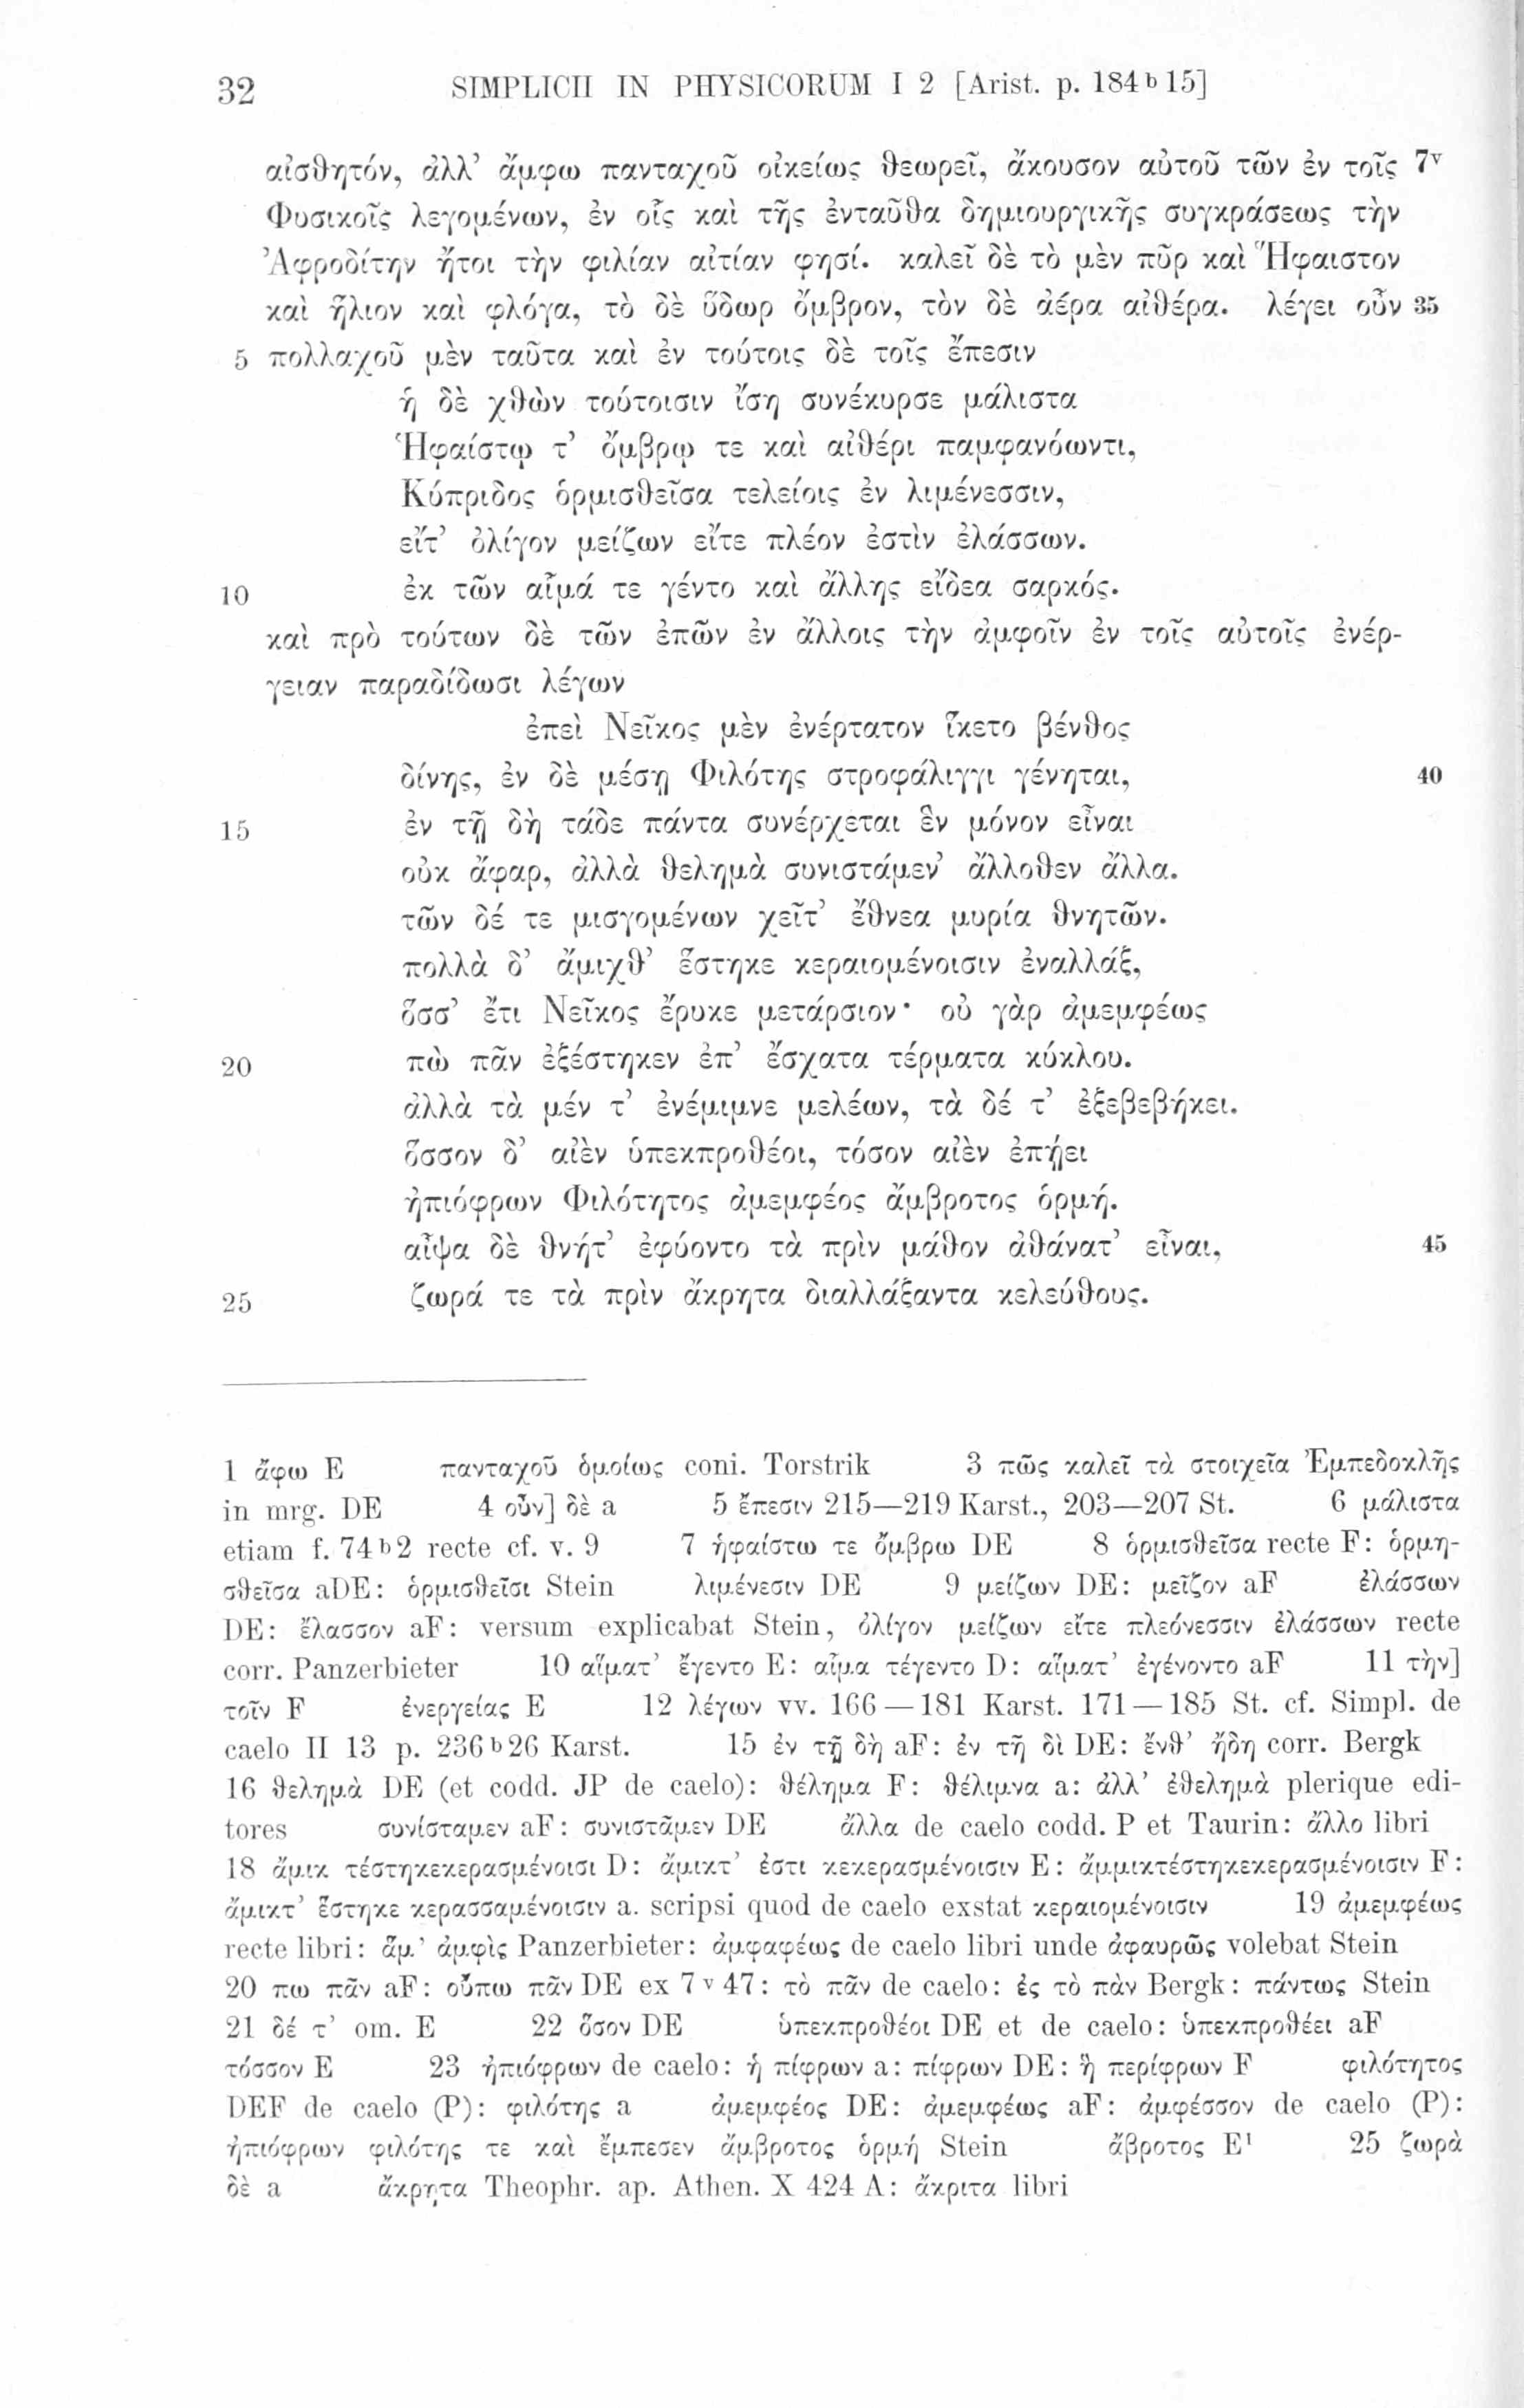 32 SIMPLICII IN PHYSICORUM I 2 [Arist. p. 184 b 15]
αἰσθητόν, ἀλλ’ ἄμφω πανταχοῦ οἰκείως θεωρεῖ, ἄκουσον αὐτοῦ τῶν ἐν τοῖς 7v
Φυσικοῖς λεγομένων, ἐν οἷς καὶ τῆς ἐνταῦθα δημιουργικῆς συγκράσεως τὴν
Ἀφροδίτην ἤτοι τὴν φιλίαν αἰτίαν φησί. καλεῖ δὲ τὸ μὲν πῦρ καὶ Ἥφαιστον
καὶ ἥλιον καὶ φλόγα, τὸ δὲ ὕδωρ ὄμβρον, τὸν δὲ ἀέρα αἰθέρα. λέγει οὖν 35
5 πολλαχοῦ μὲν ταῦτα καὶ ἐν τούτοις δὲ τοῖς ἔπεσιν
ἡ δὲ χθὼν τούτοισιν ἴση συνέκυρσε μάλιστα
Ἡφαίστῳ τ’ ὄμβρῳ τε καὶ αἰθέρι παμφανόωντι,
Κύπριδος ὁρμισθεῖσα τελείοις ἐν λιμένεσσιν,
εἴτ’ ὀλίγον μείζων εἴτε πλέον ἐστὶν ἐλάσσων.
10 ἐκ τῶν αἷμά τε γέντο καὶ ἄλλης εἴδεα σαρκός.
καὶ πρὸ τούτων δὲ τῶν ἐπῶν ἐν ἄλλοις τὴν ἀμφοῖν ἐν τοῖς αὐτοῖς ἐνέρ-
γειαν παραδίδωσι λέγων
ἐπεὶ Νεῖκος μὲν ἐνέρτατον ἵκετο βένθος
δίνης, ἐν δὲ μέσῃ Φιλότης στροφάλιγγι γένηται, 40
15 ἐν τῇ δὴ τάδε πάντα συνέρχεται ἓν μόνον εἶναι
οὐκ ἄφαρ, ἀλλὰ θελημὰ συνιστάμεν’ ἄλλοθεν ἄλλα.
τῶν δέ τε μισγομένων χεῖτ’ ἔθνεα μυρία θνητῶν.
πολλὰ δ’ ἄμιχθ’ ἕστηκε κεραιομένοισιν ἐναλλάξ,
ὅσσ’ ἔτι Νεῖκος ἔρυκε μετάρσιον· οὐ γὰρ ἀμεμφέως
20 πὼ πᾶν ἐξέστηκεν ἐπ’ ἔσχατα τέρματα κύκλου.
ἀλλὰ τὰ μέν τ’ ἐνέμιμνε μελέων, τὰ δέ τ’ ἐξεβεβήκει.
ὅσσον δ’ αἰὲν ὑπεκπροθέοι, τόσον αἰὲν ἐπῄει
ἠπιόφρων Φιλότητος ἀμεμφέος ἄμβροτος ὁρμή.
αἶψα δὲ θνήτ’ ἐφύοντο τὰ πρὶν μάθον ἀθάνατ’ εἶναι, 45
25 ζωρά τε τὰ πρὶν ἄκρητα διαλλάξαντα κελεύθους.
1 ἄφω E πανταχοῦ ὁμοίως coni. Torstrik 3 πῶς καλεῖ τὰ στοιχεῖα Ἐμπεδοκλῆς
in mrg. DE 4 οὖν] δὲ a 5 ἔπεσιν 215—219 Karst., 203—207 St. 6 μάλιστα
etiam f. 74 b 2 recte cf. v. 9 7 ἡφαίστω τε ὄμβρω DE 8 ὁρμισθεῖσα recte F: ὁρμη-
σθεῖσα aDE: ὁρμισθεῖσι Stein λιμένεσιν DE 9 μείζων DE: μεῖζον aF ἐλάσσων
DE: ἔλασσον aF: versum explicabat Stein, ὀλίγον μείζων εἴτε πλεόνεσσιν ἐλάσσων recte
corr. Panzerbieter 10 αἵματ’ ἔγεντο E: αἷμα τέγεντο D: αἵματ’ ἐγένοντο aF 11 τὴν]
τοῖν F ἐνεργείας E 12 λέγων vv. 166—181 Karst. 171—185 St. cf. Simpl. de
caelo II 13 p. 236 b 26 Karst. 15 ἐν τῇ δὴ aF: ἐν τῇ δὶ DE: ἔνθ’ ἤδη corr. Bergk
16 θελημὰ DE (et codd. JP de caelo): θέλημα F: θέλιμνα a: ἀλλ’ ἐθελημὰ plerique edi-
tores συνίσταμεν aF: συνιστᾶμεν DE ἄλλα de caelo codd. P et Taurin: ἄλλο libri
18 ἄμικ τέστηκεκερασμένοισι D: ἄμικτ’ ἐστι κεκερασμένοισιν E: ἄμμικτέστηκεκερασμένοισιν F:
ἄμικτ’ ἕστηκε κερασσαμένοισιν a. scripsi quod de caelo exstat κεραιομένοισιν 19 ἀμεμφέως
recte libri: ἅμ’ ἀμφὶς Panzerbieter: ἀμφαφέως de caelo libri unde ἀφαυρῶς volebat Stein
20 πω πᾶν aF: οὔπω πᾶν DE ex 7 v 47: τὸ πᾶν de caelo: ἐς τὸ πὰν Bergk: πάντως Stein
21 δέ τ’ om. E 22 ὅσον DE ὑπεκπροθέοι DE et de caelo: ὑπεκπροθέει aF
τόσσον E 23 ἠπιόφρων de caelo: ἡ πίφρων a: πίφρων DE: ἢ περίφρων F φιλότητος
DEF de caelo (P): φιλότης a ἀμεμφέος DE: ἀμεμφέως aF: ἀμφέσσον de caelo (P):
ἠπιόφρων φιλότης τε καὶ ἔμπεσεν ἄμβροτος ὁρμή Stein ἄβροτος E¹ 25 ζωρὰ
δὲ a ἄκρητα Theophr. ap. Athen. X 424 A: ἄκριτα libri